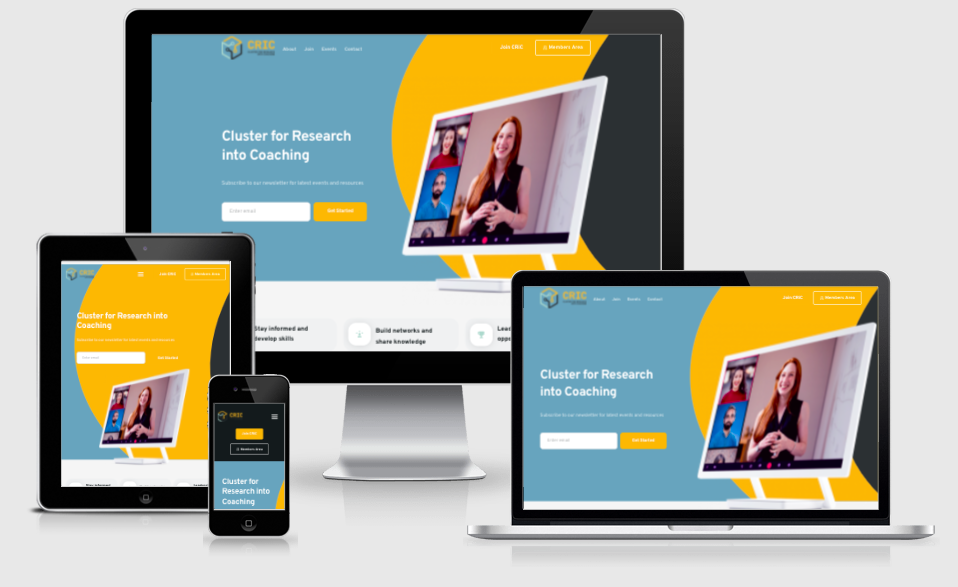 CRIC
About Join Events Contact
Join CRIC
Members Area
Cluster for Research
into Coaching
Subscribe to our newsletter for latest events and resources
Enter email
Get Started
Stay informed and
develop skills
Build networks and
share knowledge
Lead
oppo
CRIC
Join CRIC
Members Area
Cluster for Research into
Coaching
Enter email
Get Started
Stay informed
CRIC
Join CRIC
Members Area
Cluster for
Research into
Coaching
CRIC
About Join Events Contact
Join CRIC
Members Area
Cluster for Research
into Coaching
Subscribe to our newsletter for latest events and resources
Enter email
Get Started